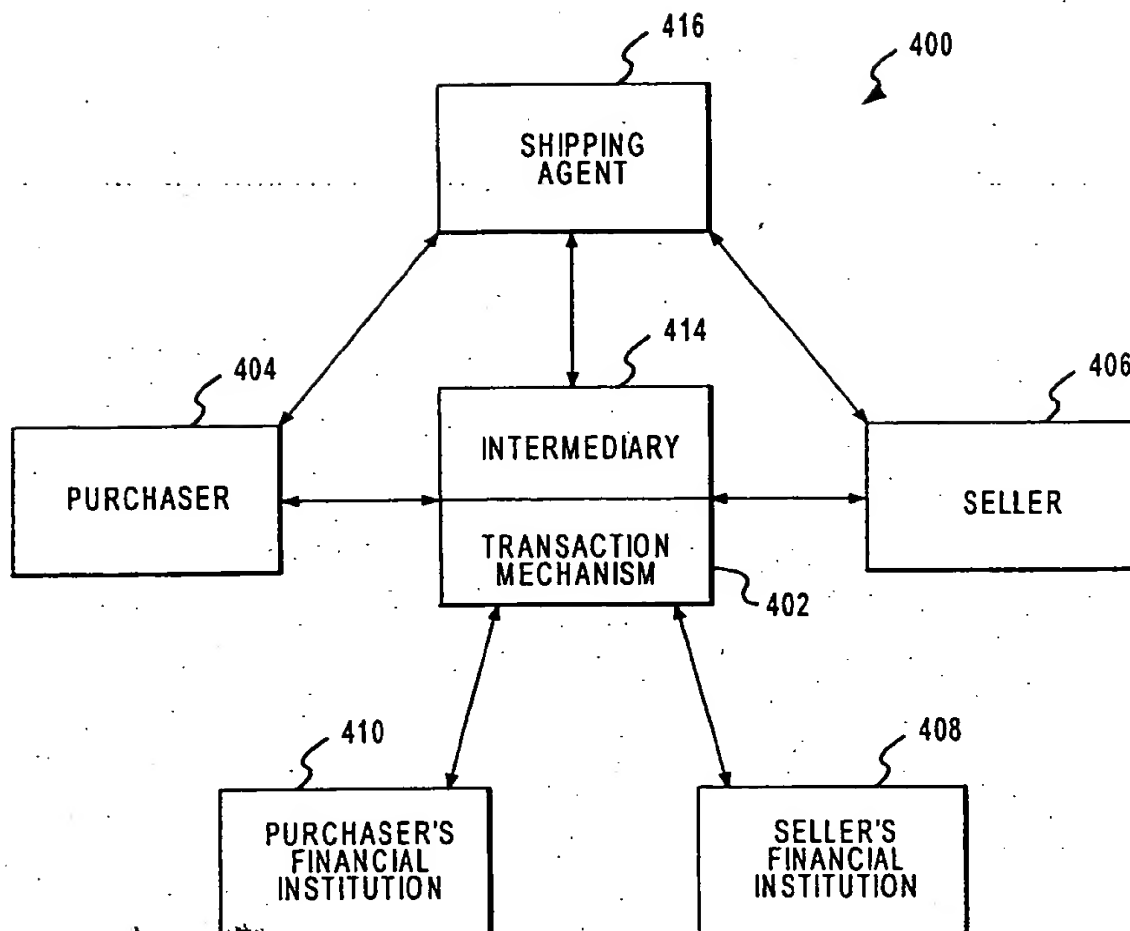 416
400
SHIPPING
AGENT
414
404
406
INTERMEDIARY
PURCHASER
SELLER
TRANSACTION
MECHANISM
402
410
408
PURCHASER'S
FINANCIAL
INSTITUTION
SELLER'S
FINANCIAL
INSTITUTION